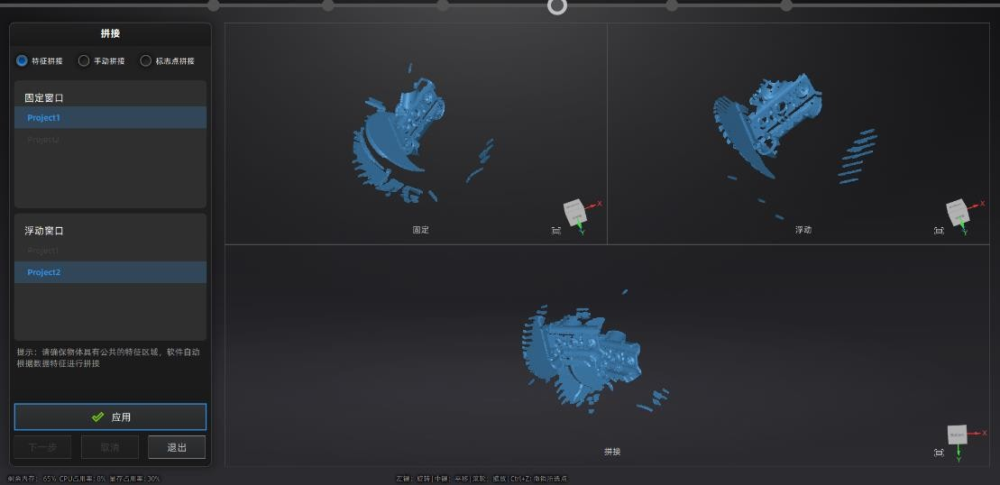 拼接
特征拼接 手动拼接 标志点拼接
固定窗口
Project1
Project2
浮动窗口
Project1
Project2
提示：请确保物体具有公共的特征区域，软件自动
根据数据特征进行拼接
应用
下一步 取消 退出
固定
X
Y
浮动
X
Y
拼接
X
Y
剩余内存: 65% CPU占用率: 8% 显存占用率: 30%
左键: 旋转|中键: 平移|滚轮: 缩放|Ctrl+Z: 撤销所选点